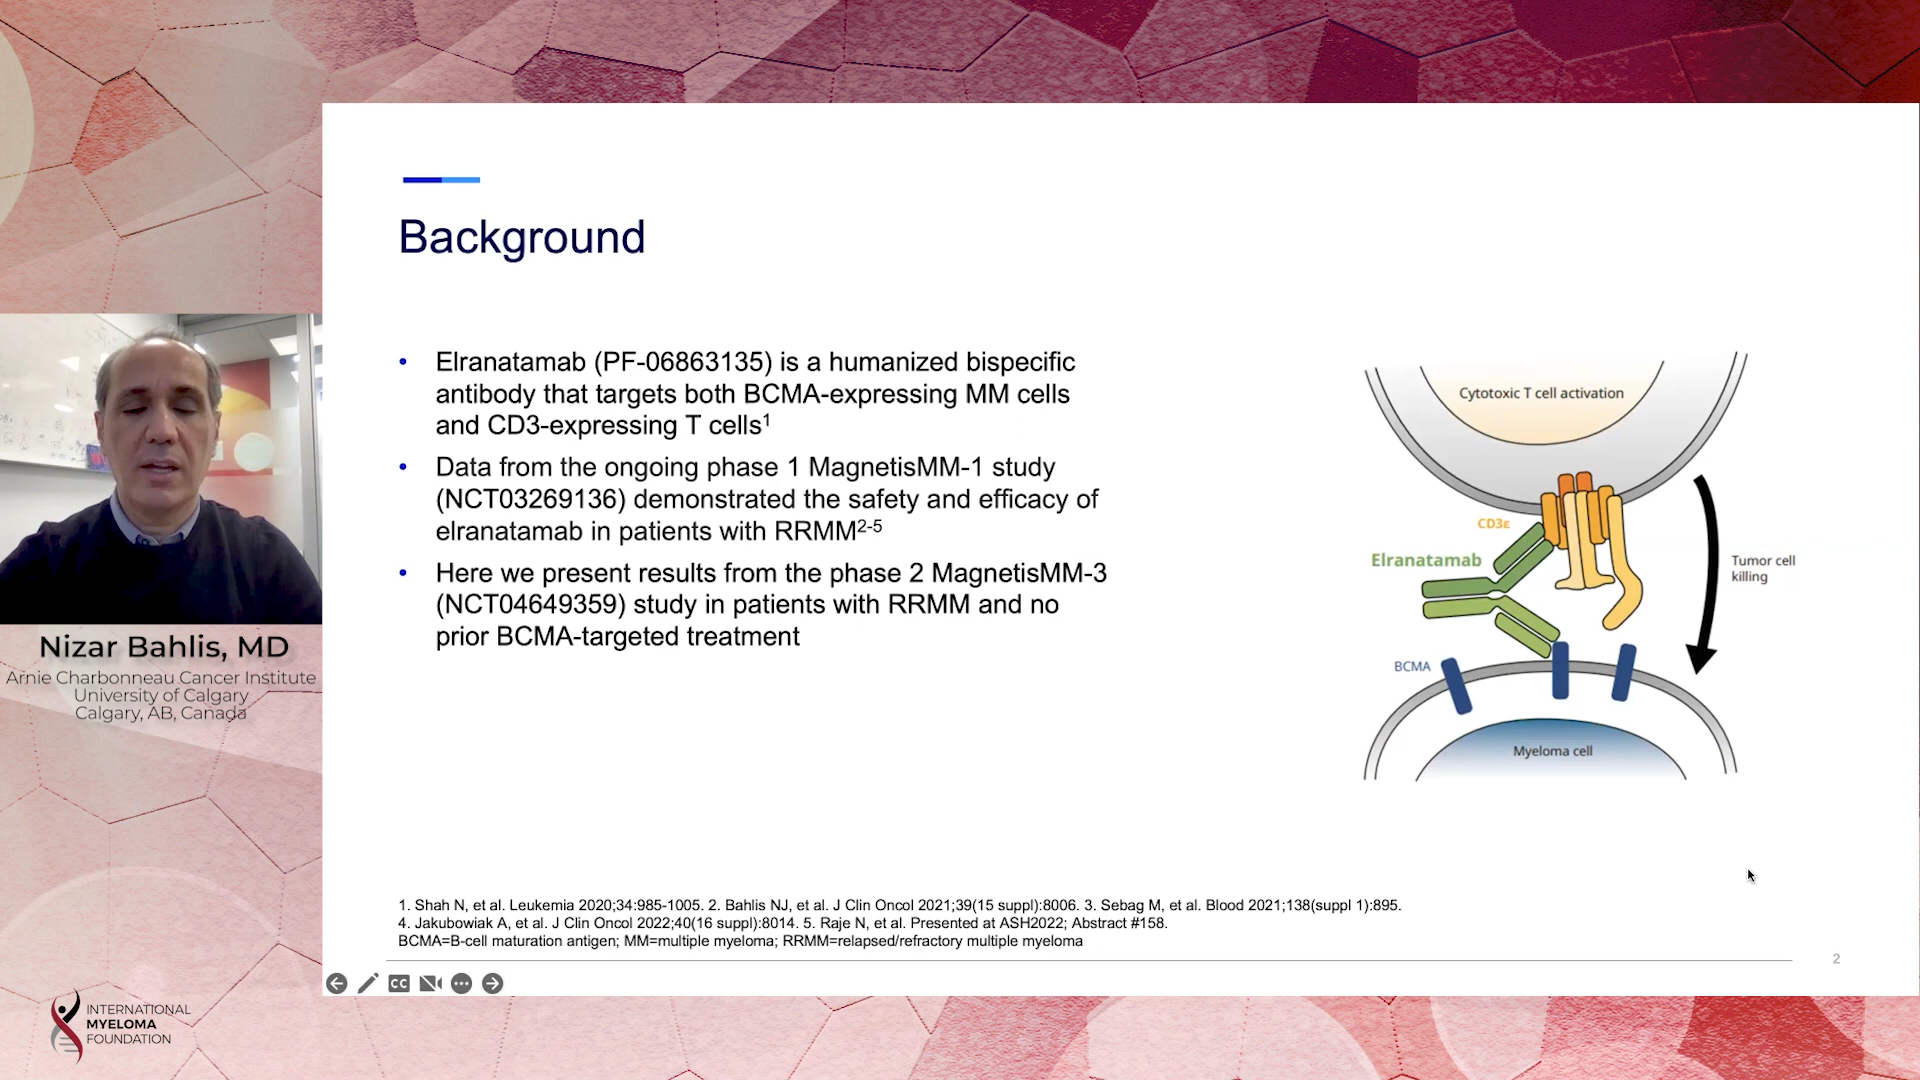 Background
• Elranatamab (PF-06863135) is a humanized bispecific
antibody that targets both BCMA-expressing MM cells
and CD3-expressing T cells1
• Data from the ongoing phase 1 MagnetisMM-1 study
(NCT03269136) demonstrated the safety and efficacy of
elranatamab in patients with RRMM2-5
• Here we present results from the phase 2 MagnetisMM-3
(NCT04649359) study in patients with RRMM and no
prior BCMA-targeted treatment
Cytotoxic T cell activation
CD3ε
Elranatamab
Tumor cell
killing
BCMA
Myeloma cell
1. Shah N, et al. Leukemia 2020;34:985-1005. 2. Bahlis NJ, et al. J Clin Oncol 2021;39(15 suppl):8006. 3. Sebag M, et al. Blood 2021;138(suppl 1):895.
4. Jakubowiak A, et al. J Clin Oncol 2022;40(16 suppl):8014. 5. Raje N, et al. Presented at ASH2022; Abstract #158.
BCMA=B-cell maturation antigen; MM=multiple myeloma; RRMM=relapsed/refractory multiple myeloma
2
CC
Nizar Bahlis, MD
Arnie Charbonneau Cancer Institute
University of Calgary
Calgary, AB, Canada
INTERNATIONAL
MYELOMA
FOUNDATION